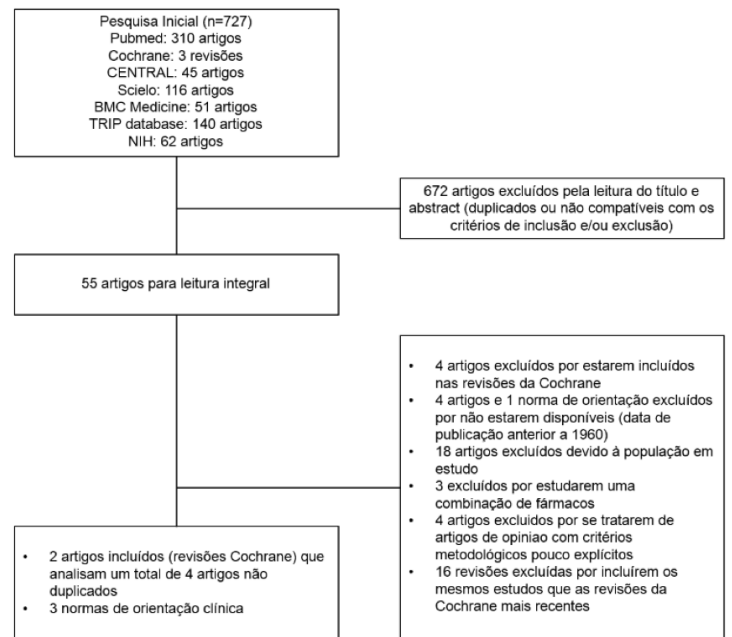 Pesquisa Inicial (n=727)
Pubmed: 310 artigos
Cochrane: 3 revisões
CENTRAL: 45 artigos
Scielo: 116 artigos
BMC Medicine: 51 artigos
TRIP database: 140 artigos
NIH: 62 artigos
672 artigos excluídos pela leitura do título e
abstract (duplicados ou não compatíveis com os
critérios de inclusão e/ou exclusão)
55 artigos para leitura integral
• 4 artigos excluídos por estarem incluídos
nas revisões da Cochrane
• 4 artigos e 1 norma de orientação excluídos
por não estarem disponíveis (data de
publicação anterior a 1960)
• 18 artigos excluídos devido à população em
estudo
• 3 excluídos por estudarem uma
combinação de fármacos
• 4 artigos excluidos por se tratarem de
artigos de opiniao com critérios
metodológicos pouco explícitos
• 16 revisões excluídas por incluírem os
mesmos estudos que as revisões da
Cochrane mais recentes
• 2 artigos incluídos (revisões Cochrane) que
analisam um total de 4 artigos não
duplicados
• 3 normas de orientação clínica